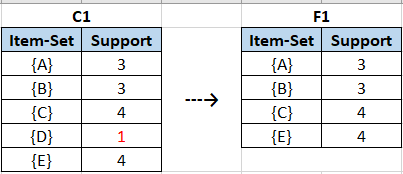 C1 F1
Item-Set Support Item-Set Support
{A} 3 {A} 3
{B} 3 {B} 3
{C} 4 {C} 4
{D} 1 {E} 4
{E} 4